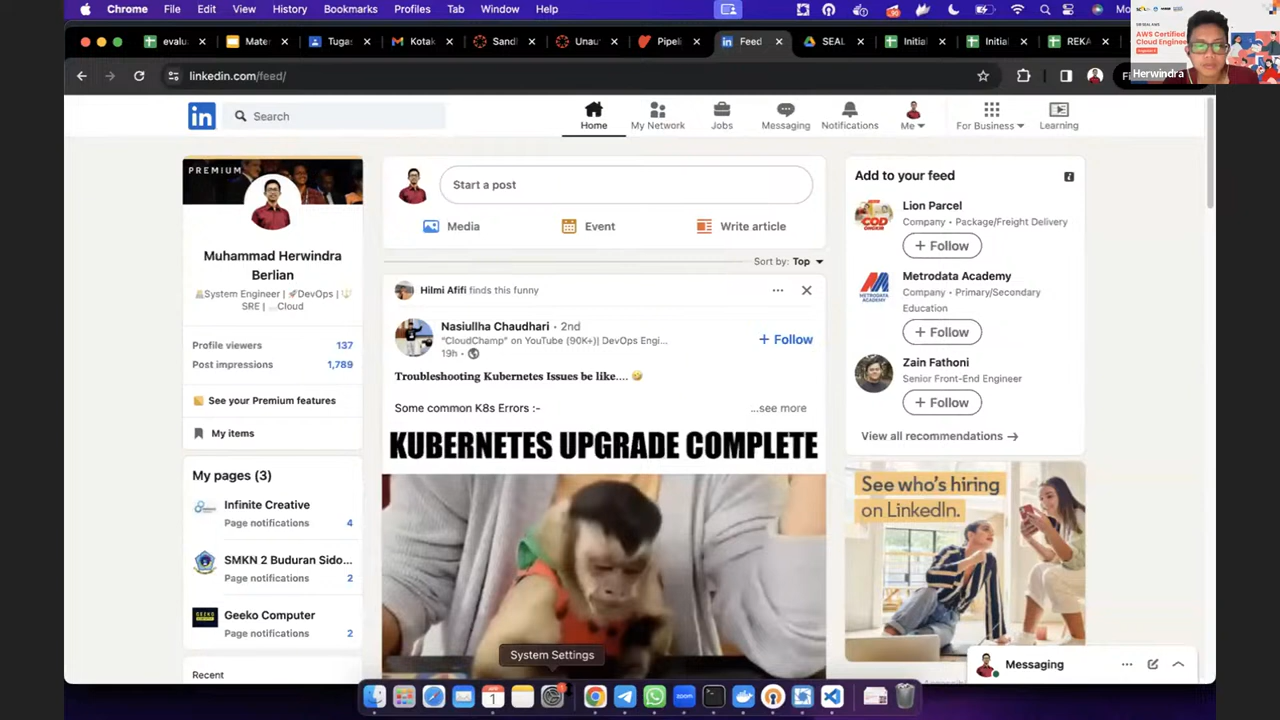 Chrome File Edit View History Bookmarks Profiles Tab Window Help
evalu
Mate
Tuga
Kotak
Sand
Unau
Pipeli
Feed
SEAL
Initial
Initial
REKA
AWS Certified
Cloud Engineer
Herwindra
linkedin.com/feed/
in
Search
Home
My Network
Jobs
Messaging
Notifications
Me
For Business
Learning
PREMIUM
Muhammad Herwindra
Berlian
System Engineer | DevOps |
SRE | Cloud
Profile viewers 137
Post impressions 1,789
See your Premium features
My items
My pages (3)
Infinite Creative
Page notifications 4
SMKN 2 Buduran Sido...
Page notifications 2
Geeko Computer
Page notifications 2
Recent
Start a post
Media
Event
Write article
Sort by: Top
Hilmi Afifi finds this funny
Nasiullha Chaudhari • 2nd
"CloudChamp" on YouTube (90K+)| DevOps Engi...
19h •
+ Follow
Troubleshooting Kubernetes Issues be like....
Some common K8s Errors :-
...see more
KUBERNETES UPGRADE COMPLETE
Add to your feed
Lion Parcel
Company • Package/Freight Delivery
+ Follow
Metrodata Academy
Company • Primary/Secondary
Education
+ Follow
Zain Fathoni
Senior Front-End Engineer
+ Follow
View all recommendations →
See who's hiring
on LinkedIn.
System Settings
Messaging